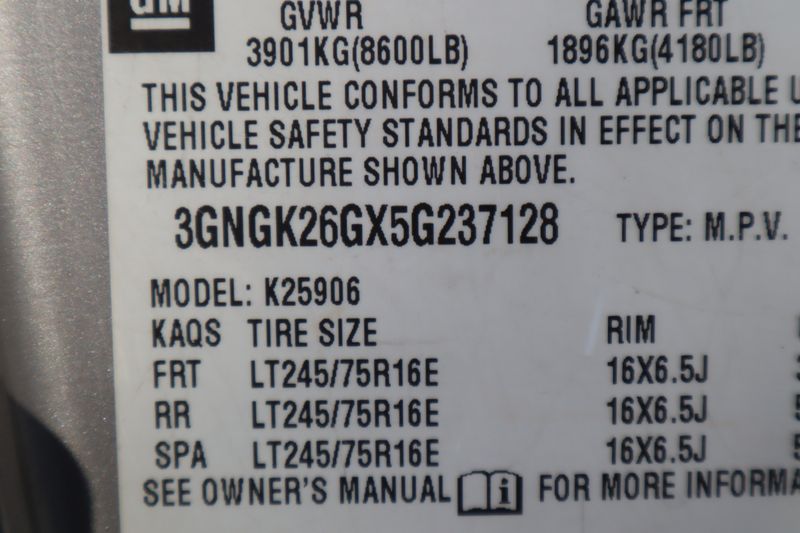 GM
GVWR GAWR FRT
3901KG(8600LB) 1896KG(4180LB)
THIS VEHICLE CONFORMS TO ALL APPLICABLE
VEHICLE SAFETY STANDARDS IN EFFECT ON THE
MANUFACTURE SHOWN ABOVE.
3GNGK26GX5G237128 TYPE: M.P.V.
MODEL: K25906
KAQS TIRE SIZE RIM
FRT LT245/75R16E 16X6.5J
RR LT245/75R16E 16X6.5J
SPA LT245/75R16E 16X6.5J
SEE OWNER'S MANUAL i FOR MORE INFORMA